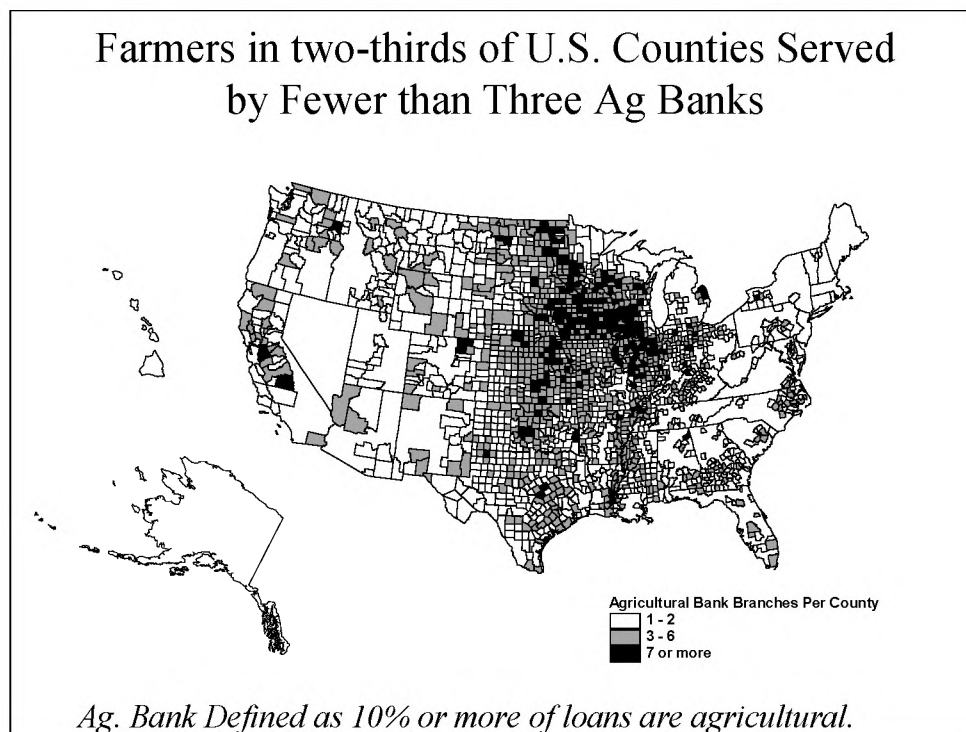 Farmers in two-thirds of U.S. Counties Served
by Fewer than Three Ag Banks
Agricultural Bank Branches Per County
1 - 2
3 - 6
7 or more
Ag. Bank Defined as 10% or more of loans are agricultural.